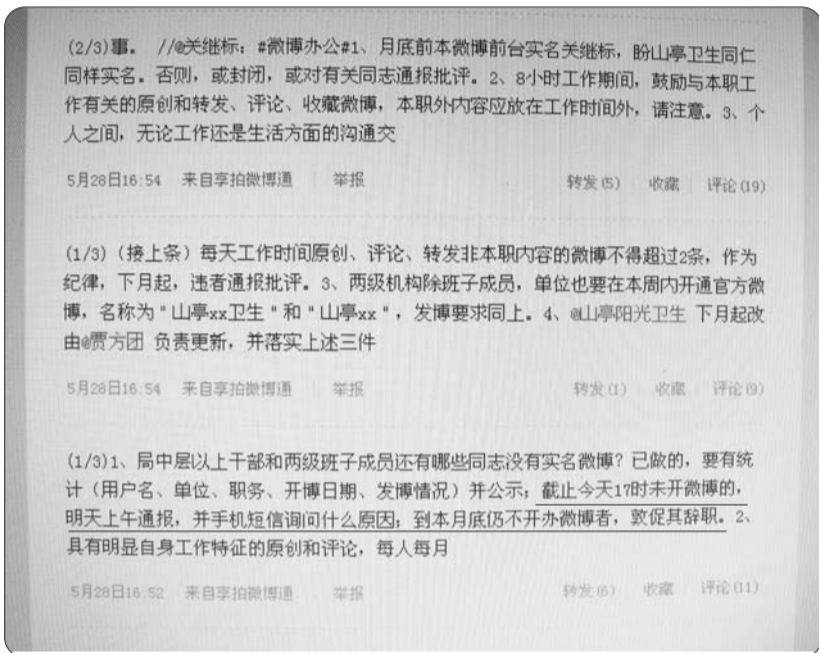 (2/3)事。 //@关继标：#微博办公#1、月底前本微博前台实名关继标，盼山亭卫生同仁
同样实名。否则，或封闭，或对有关同志通报批评。2、8小时工作期间，鼓励与本职工
作有关的原创和转发、评论、收藏微博，本职外内容应放在工作时间外，请注意。3、个
人之间，无论工作还是生活方面的沟通交
5月28日16:54 来自享拍微博通 举报 转发(5) 收藏 评论(19)
(1/3)（接上条）每天工作时间原创、评论、转发非本职内容的微博不得超过2条，作为
纪律，下月起，违者通报批评。3、两级机构除班子成员，单位也要在本周内开通官方微
博，名称为"山亭xx卫生"和"山亭xx"，发博要求同上。4、@山亭阳光卫生 下月起改
由@贾方团 负责更新，并落实上述三件
5月28日16:54 来自享拍微博通 举报 转发(1) 收藏 评论(9)
(1/3)1、局中层以上干部和两级班子成员还有哪些同志没有实名微博？已做的，要有统
计（用户名、单位、职务、开博日期、发博情况）并公示；截止今天17时未开微博的，
明天上午通报，并手机短信询问什么原因；到本月底仍不开办微博者，敦促其辞职。2、
具有明显自身工作特征的原创和评论，每人每月
5月28日16:52 来自享拍微博通 举报 转发(6) 收藏 评论(11)